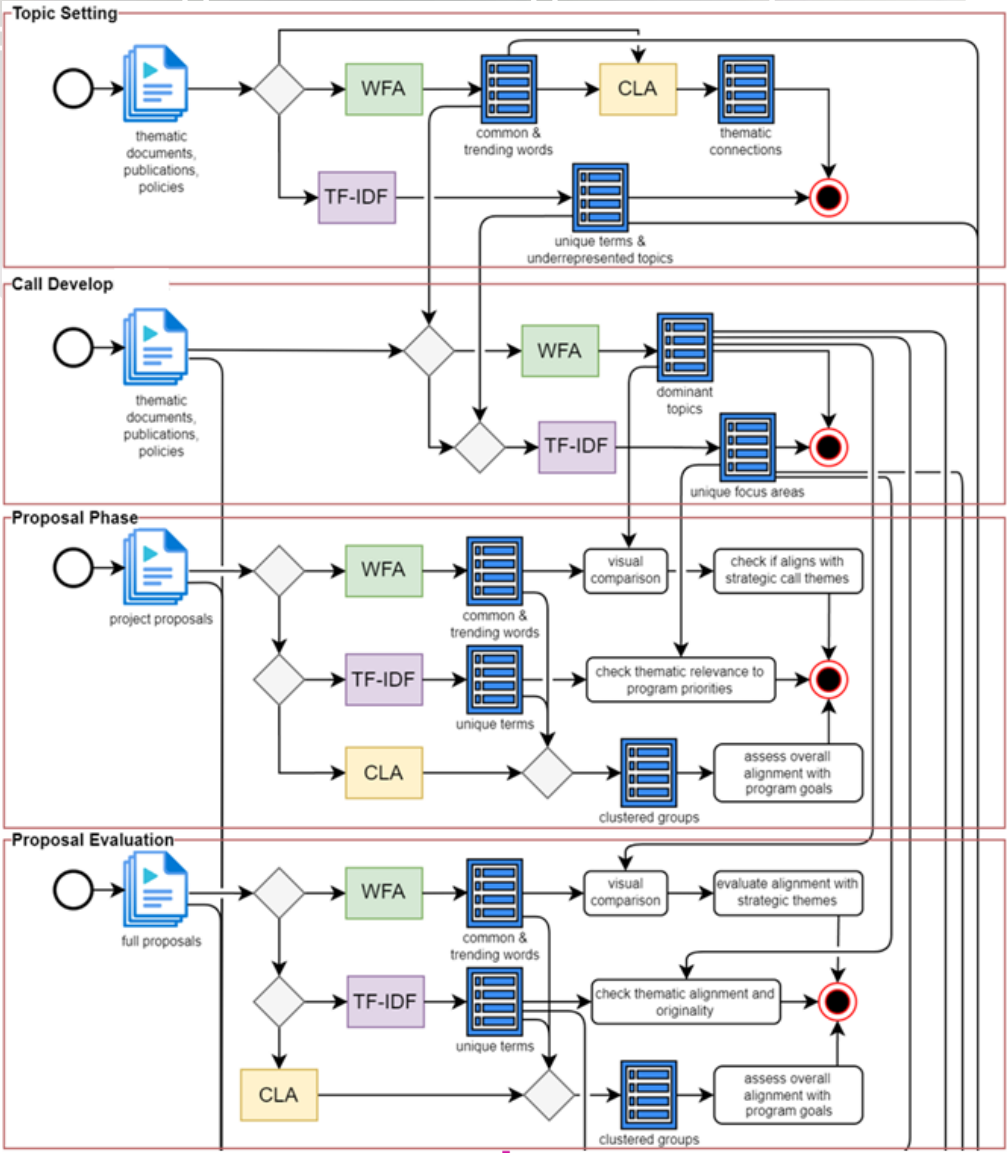 Topic Setting
WFA
CLA
thematic
documents,
publications,
policies
common &
trending words
thematic
connections
TF-IDF
unique terms &
underrepresented topics
Call Develop
WFA
thematic
documents,
publications,
policies
dominant
topics
TF-IDF
unique focus areas
Proposal Phase
WFA
visual
comparison
check if aligns with
strategic call themes
project proposals
common &
trending words
TF-IDF
check thematic relevance to
program priorities
unique terms
CLA
assess overall
alignment with
program goals
clustered groups
Proposal Evaluation
WFA
visual
comparison
evaluate alignment with
strategic themes
full proposals
common &
trending words
TF-IDF
check thematic alignment and
originality
unique terms
CLA
assess overall
alignment with
program goals
clustered groups